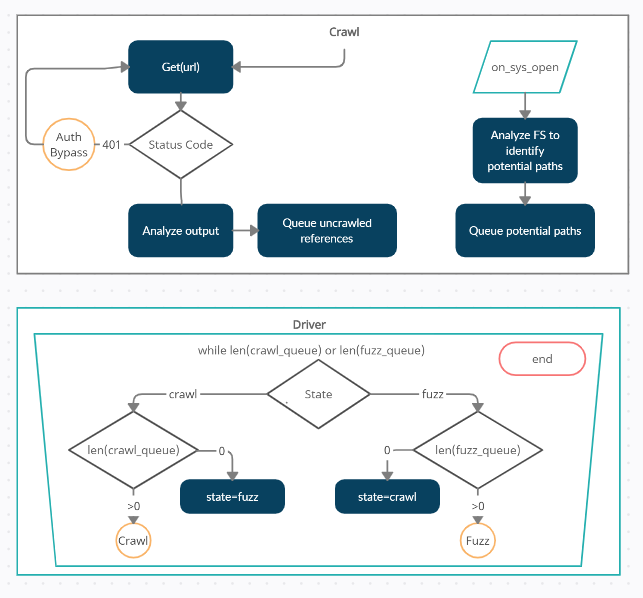 Crawl
Get(url)
on_sys_open
Auth
Bypass
401
Status Code
Analyze FS to
identify
potential paths
Analyze output
Queue uncrawled
references
Queue potential paths
Driver
while len(crawl_queue) or len(fuzz_queue)
end
crawl
State
fuzz
len(crawl_queue)
0
0
len(fuzz_queue)
state=fuzz
state=crawl
>0
>0
Crawl
Fuzz